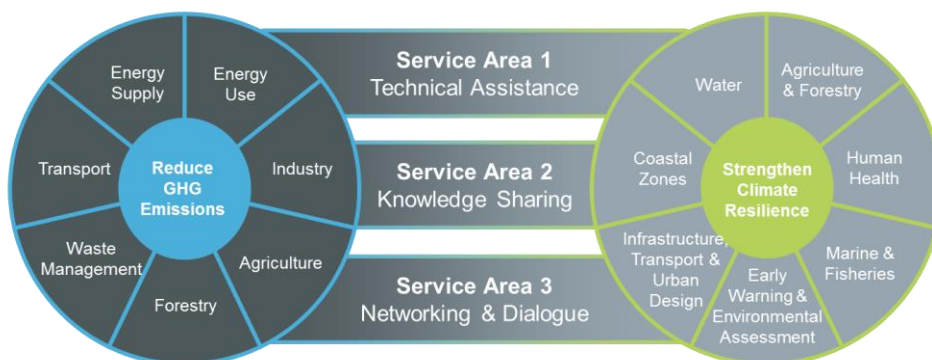 Energy
Supply
Energy
Use
Transport
Reduce
GHG
Emissions
Industry
Waste
Management
Agriculture
Forestry
Service Area 1
Technical Assistance
Service Area 2
Knowledge Sharing
Service Area 3
Networking & Dialogue
Water
Agriculture
& Forestry
Coastal
Zones
Strengthen
Climate
Resilience
Human
Health
Infrastructure,
Transport &
Urban
Design
Early
Warning &
Environmental
Assessment
Marine &
Fisheries